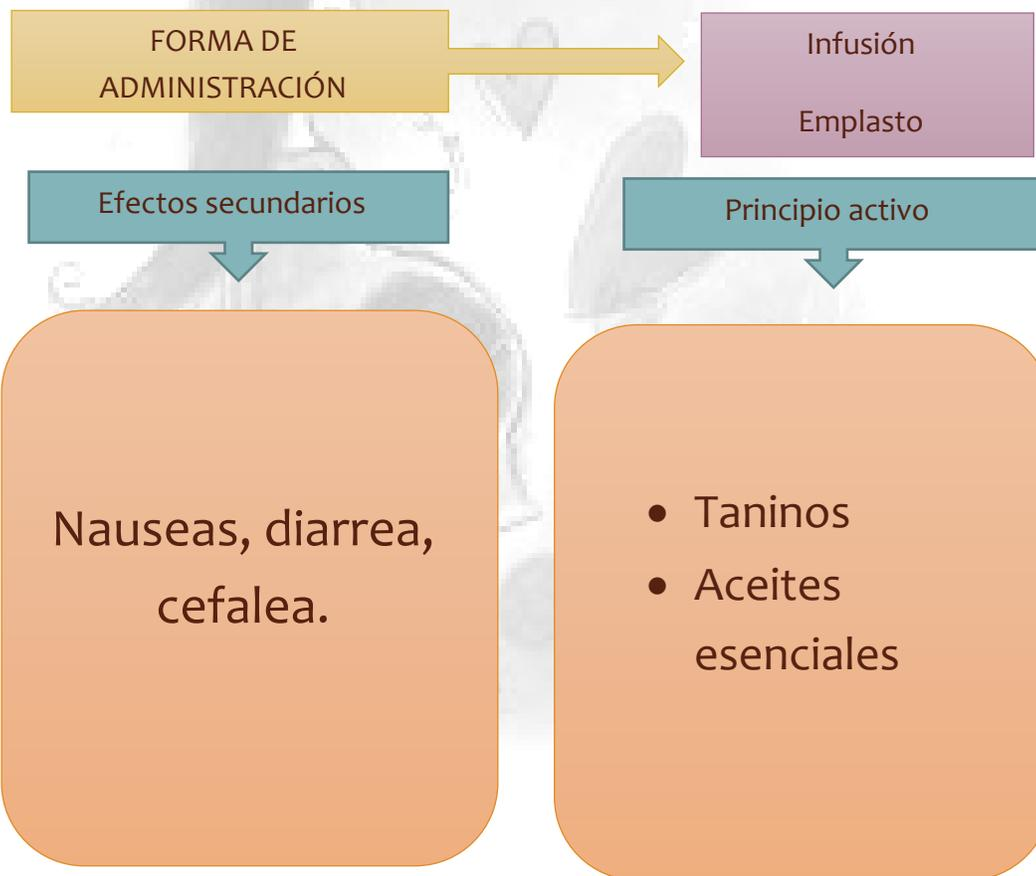 FORMA DE
ADMINISTRACIÓN
Infusión
Emplasto
Efectos secundarios
Principio activo
Nauseas, diarrea,
cefalea.
• Taninos
• Aceites
esenciales